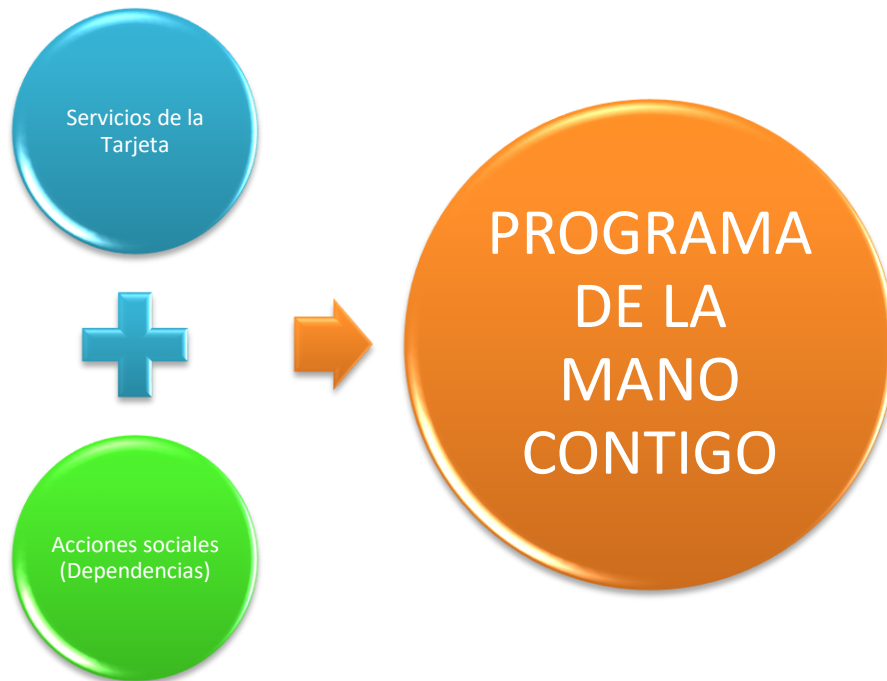 Servicios de la
Tarjeta
Acciones sociales
(Dependencias)
PROGRAMA
DE LA
MANO
CONTIGO